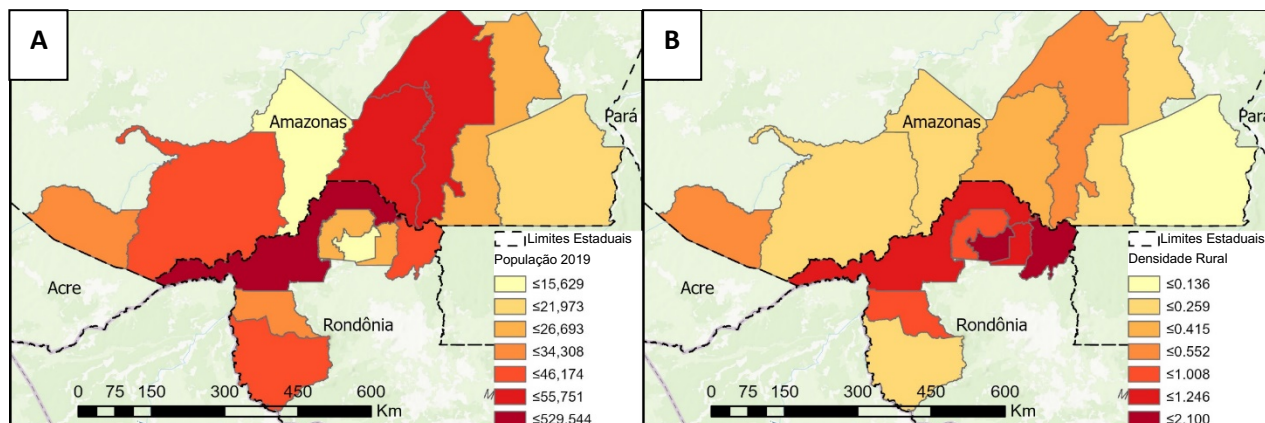 A
Amazonas
Pará
Acre
Rondônia
Limites Estaduais
População 2019
≤15,629
≤21,973
≤26,693
≤34,308
≤46,174
≤55,751
≤529,544
0 75 150 300 450 600
Km
M
B
Amazonas
Pará
Acre
Rondônia
Limites Estaduais
Densidade Rural
≤0.136
≤0.259
≤0.415
≤0.552
≤1.008
≤1.246
≤2.100
0 75 150 300 450 600
Km
M